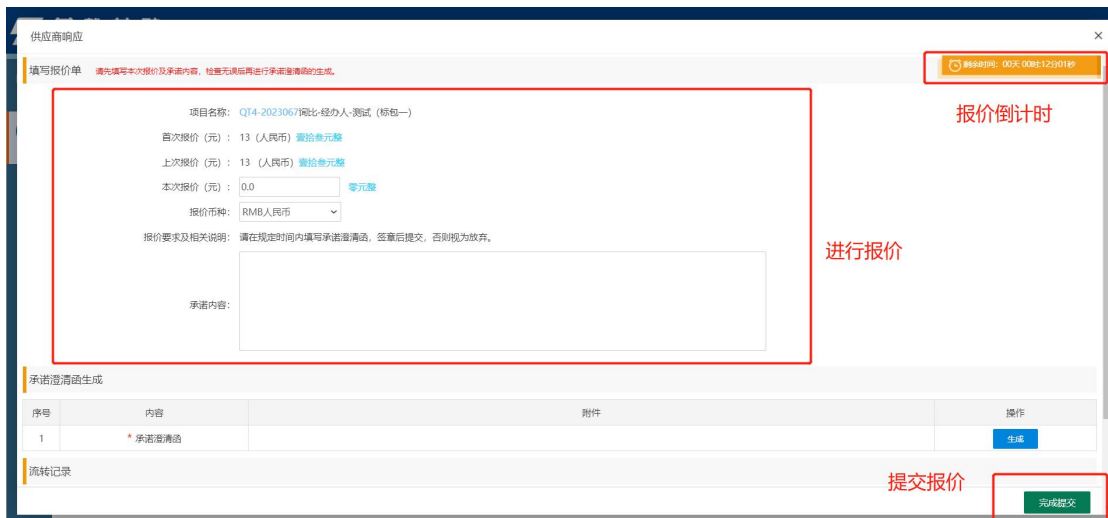 供应商响应
×
填写报价单 请先填写本次报价及承诺内容，检查无误后再进行承诺澄清函的生成。
剩余时间：00天 00时:12分01秒
报价倒计时
项目名称： QT4-2023067询比-经办人-测试（标包一）
首次报价（元）： 13 （人民币） 壹拾叁元整
上次报价（元）： 13 （人民币） 壹拾叁元整
本次报价（元）： 0.0 零元整
报价币种： RMB人民币
报价要求及相关说明： 请在规定时间内填写承诺澄清函，签章后提交，否则视为放弃。
进行报价
承诺内容：
承诺澄清函生成
序号 内容 附件 操作
1 * 承诺澄清函 生成
流转记录
提交报价
完成提交